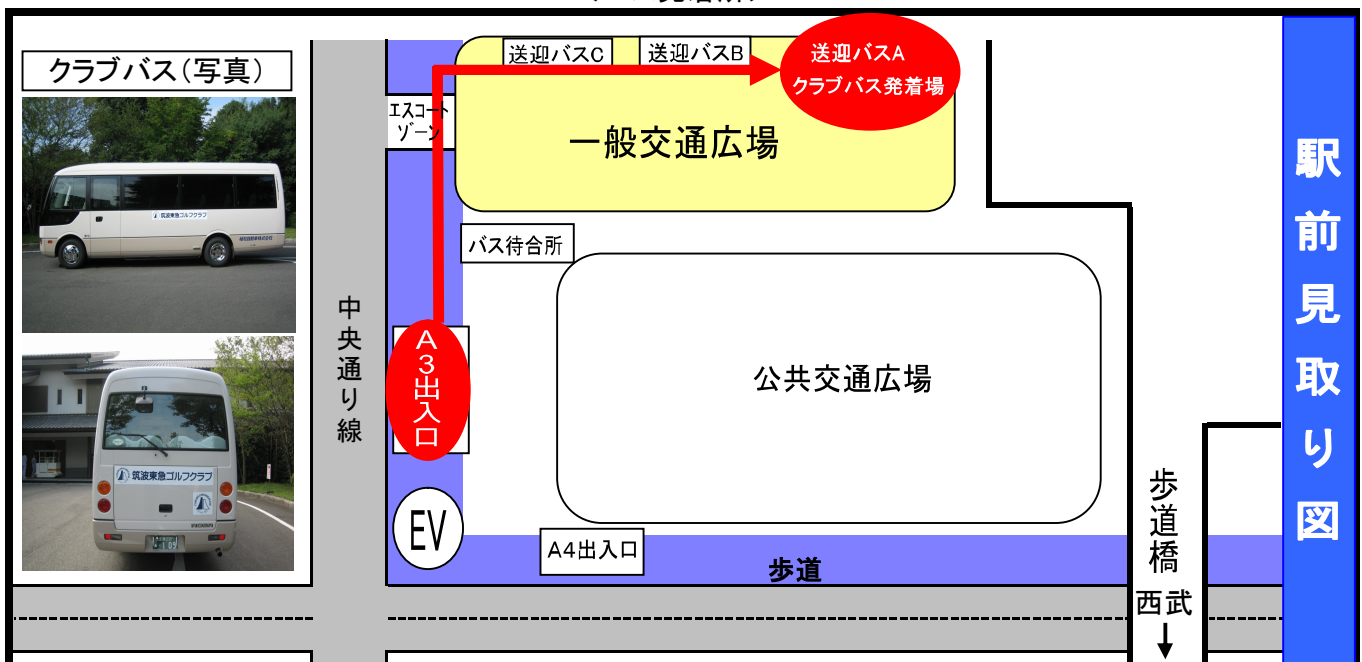 クラブバス（写真）
筑波東急ゴルフクラブ
筑波東急ゴルフクラブ
中央通り線
送迎バスC
送迎バスB
送迎バスA
クラブバス発着場
エスコート
ゾーン
一般交通広場
バス待合所
A3出入口
公共交通広場
EV
A4出入口
歩道
歩道橋
西武
↓
駅前見取り図